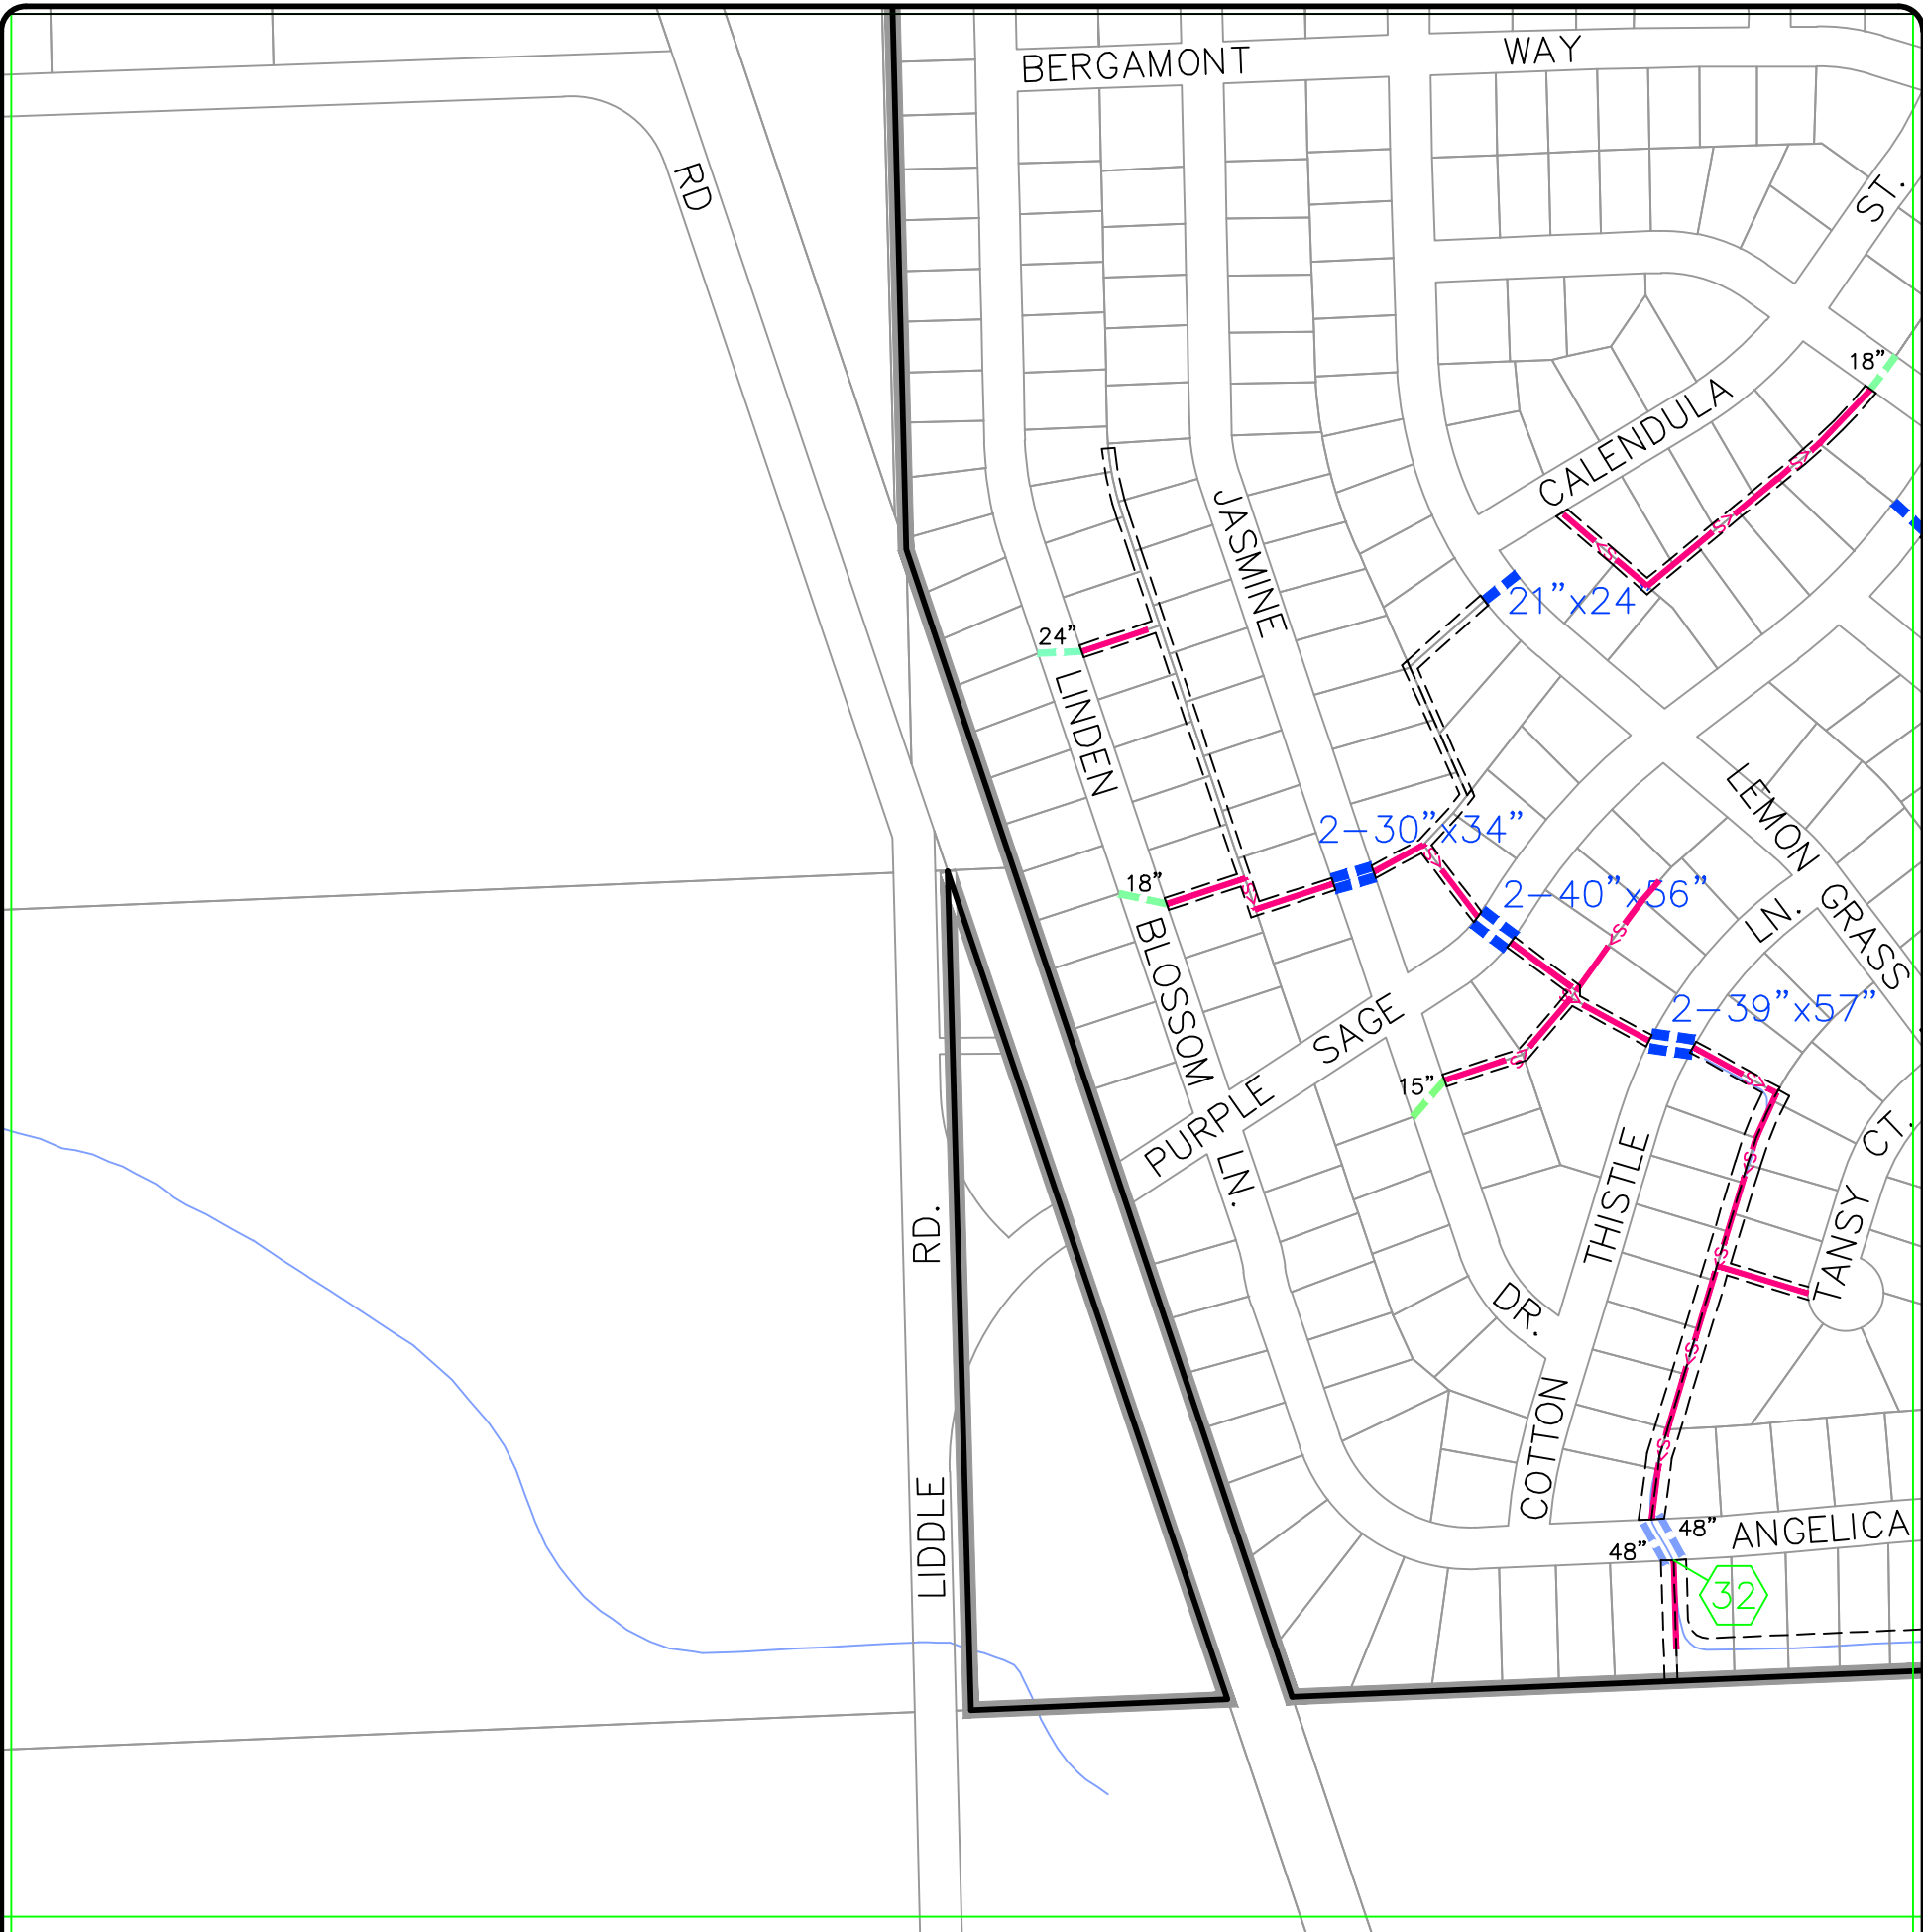 BERGAMONT WAY
RD
ST.
18”
CALENDULA
JASMINE
21”x24
24”
LINDEN
LEMON GRASS
2–30”x34”
18”
2–40”x56”
LN.
BLOSSOM
2–39”x57”
PURPLE SAGE
15”
CT.
LN.
RD.
THISTLE
TANSY
DR.
COTTON
LIDDLE
48”
ANGELICA
48”
32
S
S
S
S
S
S
S
S
S
S
S
S
S
S